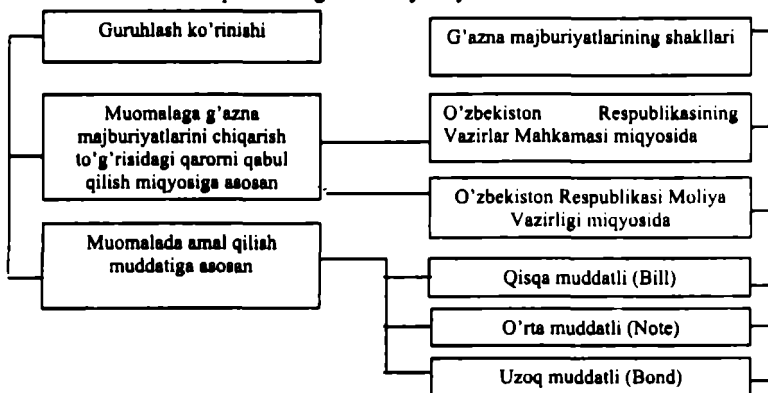 Guruhlash ko'rinishi
G'azna majburiyatlarining shakllari
Muomalaga g'azna
majburiyatlarini chiqarish
to'g'risidagi qarorni qabul
qilish miqyosiga asosan
O'zbekiston Respublikasining
Vazirlar Mahkamasi miqyosida
O'zbekiston Respublikasi Moliya
Vazirligi miqyosida
Muomalada amal qilish
muddatiga asosan
Qisqa muddatli (Bill)
O'rta muddatli (Note)
Uzoq muddatli (Bond)